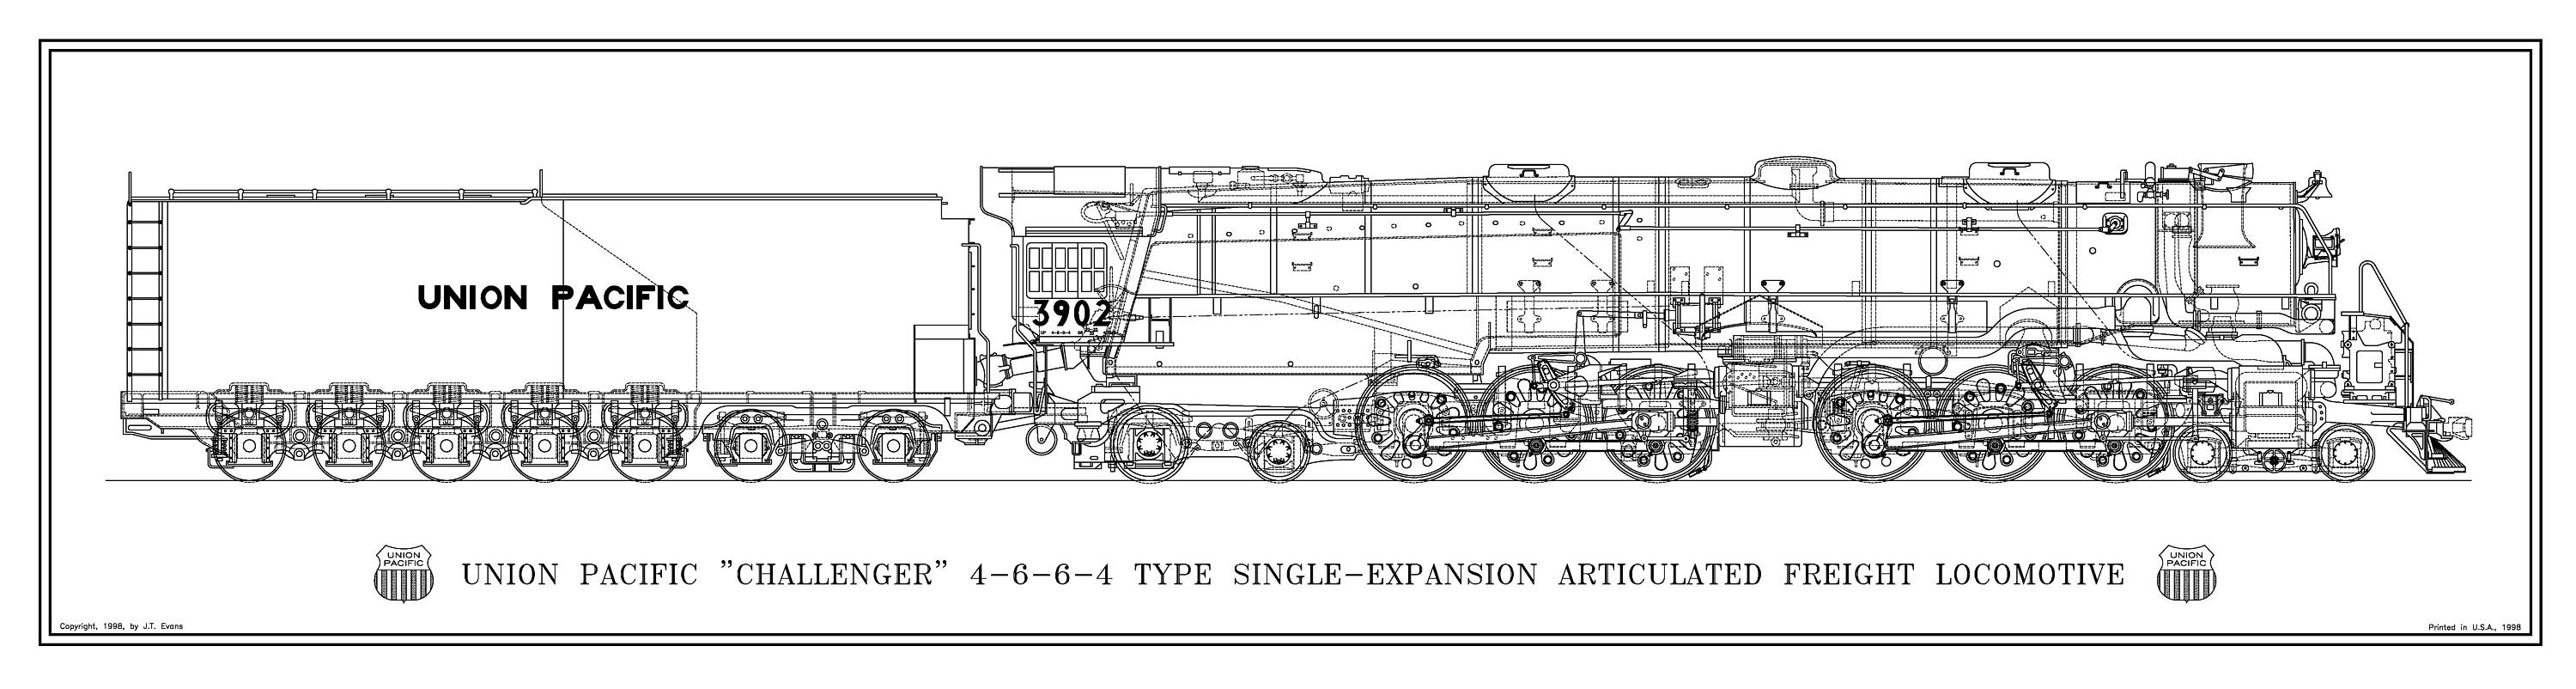 UNION PACIFIC
3902
UNION
PACIFIC
UNION PACIFIC "CHALLENGER" 4-6-6-4 TYPE SINGLE-EXPANSION ARTICULATED FREIGHT LOCOMOTIVE
UNION
PACIFIC
Copyright, 1998, by J.T. Evans
Printed in U.S.A., 1998